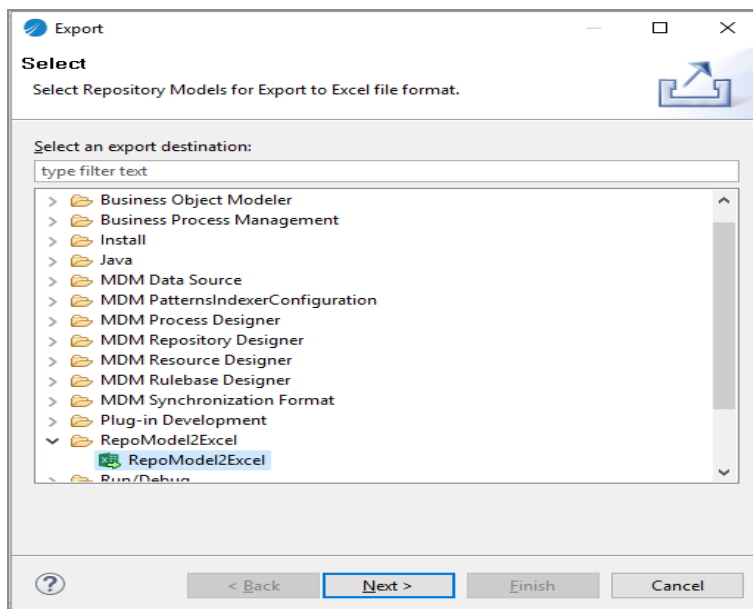 Export
Select
Select Repository Models for Export to Excel file format.
Select an export destination:
type filter text
Business Object Modeler
Business Process Management
Install
Java
MDM Data Source
MDM PatternsIndexerConfiguration
MDM Process Designer
MDM Repository Designer
MDM Resource Designer
MDM Rulebase Designer
MDM Synchronization Format
Plug-in Development
RepoModel2Excel
RepoModel2Excel
Run/Debug
? < Back Next > Finish Cancel